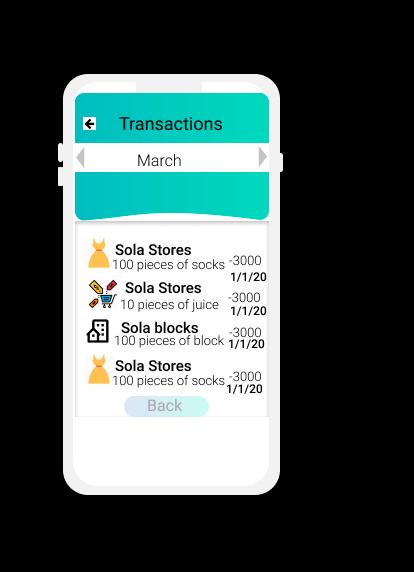 Transactions
March
Sola Stores
100 pieces of socks -3000
1/1/20
Sola Stores
10 pieces of juice -3000
1/1/20
Sola blocks
100 pieces of block -3000
1/1/20
Sola Stores
100 pieces of socks -3000
1/1/20
Back